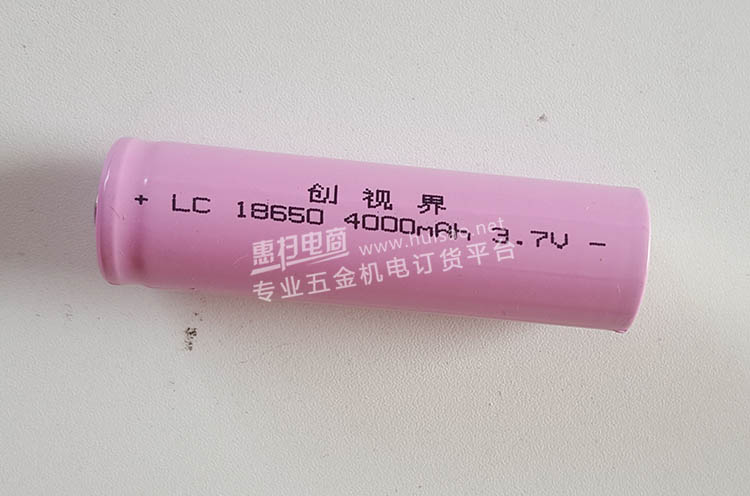 创视界
+ LC 18650 4000mAh 3.7V -
惠扫电商 www.huisao.net
专业五金机电订货平台